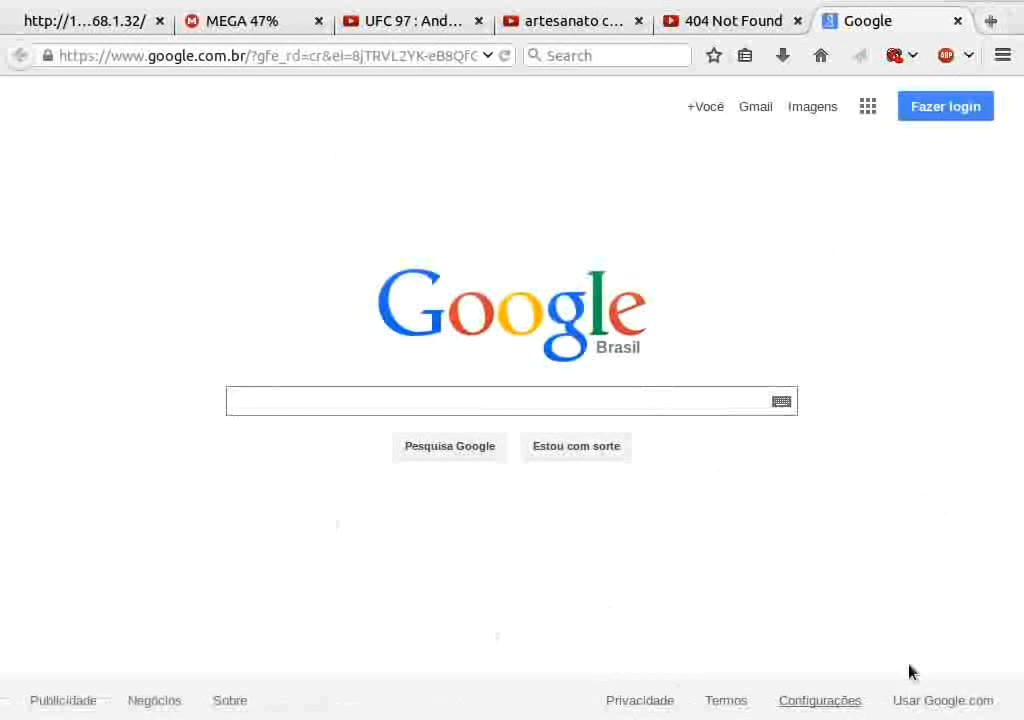 http://1...68.1.32/ MEGA 47% UFC 97 : And... artesanato c... 404 Not Found Google
https://www.google.com.br/?gfe_rd=cr&ei=8jTRVL2YK-eB8QfC Search ABP
+Você Gmail Imagens Fazer login
Google
Brasil
Pesquisa Google Estou com sorte
Publicidade Negócios Sobre Privacidade Termos Configurações Usar Google.com